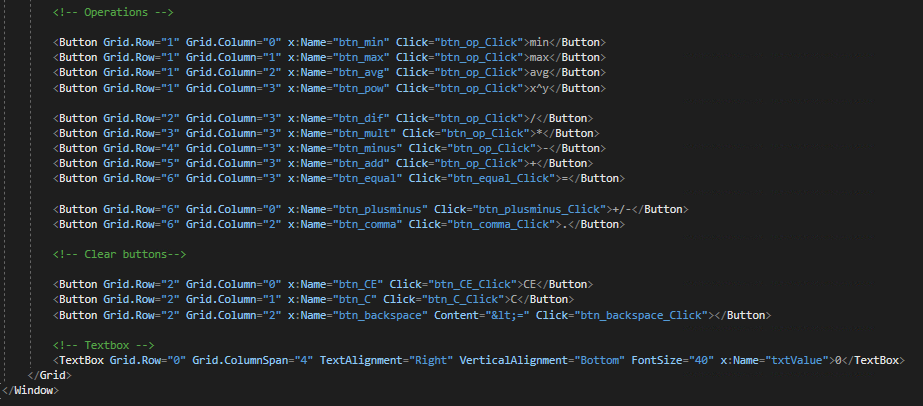 <!-- Operations -->
<Button Grid.Row="1" Grid.Column="0" x:Name="btn_min" Click="btn_op_Click">min</Button>
<Button Grid.Row="1" Grid.Column="1" x:Name="btn_max" Click="btn_op_Click">max</Button>
<Button Grid.Row="1" Grid.Column="2" x:Name="btn_avg" Click="btn_op_Click">avg</Button>
<Button Grid.Row="1" Grid.Column="3" x:Name="btn_pow" Click="btn_op_Click">x^y</Button>
<Button Grid.Row="2" Grid.Column="3" x:Name="btn_dif" Click="btn_op_Click">/</Button>
<Button Grid.Row="3" Grid.Column="3" x:Name="btn_mult" Click="btn_op_Click">*</Button>
<Button Grid.Row="4" Grid.Column="3" x:Name="btn_minus" Click="btn_op_Click">-</Button>
<Button Grid.Row="5" Grid.Column="3" x:Name="btn_add" Click="btn_op_Click">+</Button>
<Button Grid.Row="6" Grid.Column="3" x:Name="btn_equal" Click="btn_equal_Click">=</Button>
<Button Grid.Row="6" Grid.Column="0" x:Name="btn_plusminus" Click="btn_plusminus_Click">+/-</Button>
<Button Grid.Row="6" Grid.Column="2" x:Name="btn_comma" Click="btn_comma_Click">.</Button>
<!-- Clear buttons-->
<Button Grid.Row="2" Grid.Column="0" x:Name="btn_CE" Click="btn_CE_Click">CE</Button>
<Button Grid.Row="2" Grid.Column="1" x:Name="btn_C" Click="btn_C_Click">C</Button>
<Button Grid.Row="2" Grid.Column="2" x:Name="btn_backspace" Content="&lt;=" Click="btn_backspace_Click"></Button>
<!-- Textbox -->
<TextBox Grid.Row="0" Grid.ColumnSpan="4" TextAlignment="Right" VerticalAlignment="Bottom" FontSize="40" x:Name="txtValue">0</TextBox>
</Grid>
</Window>